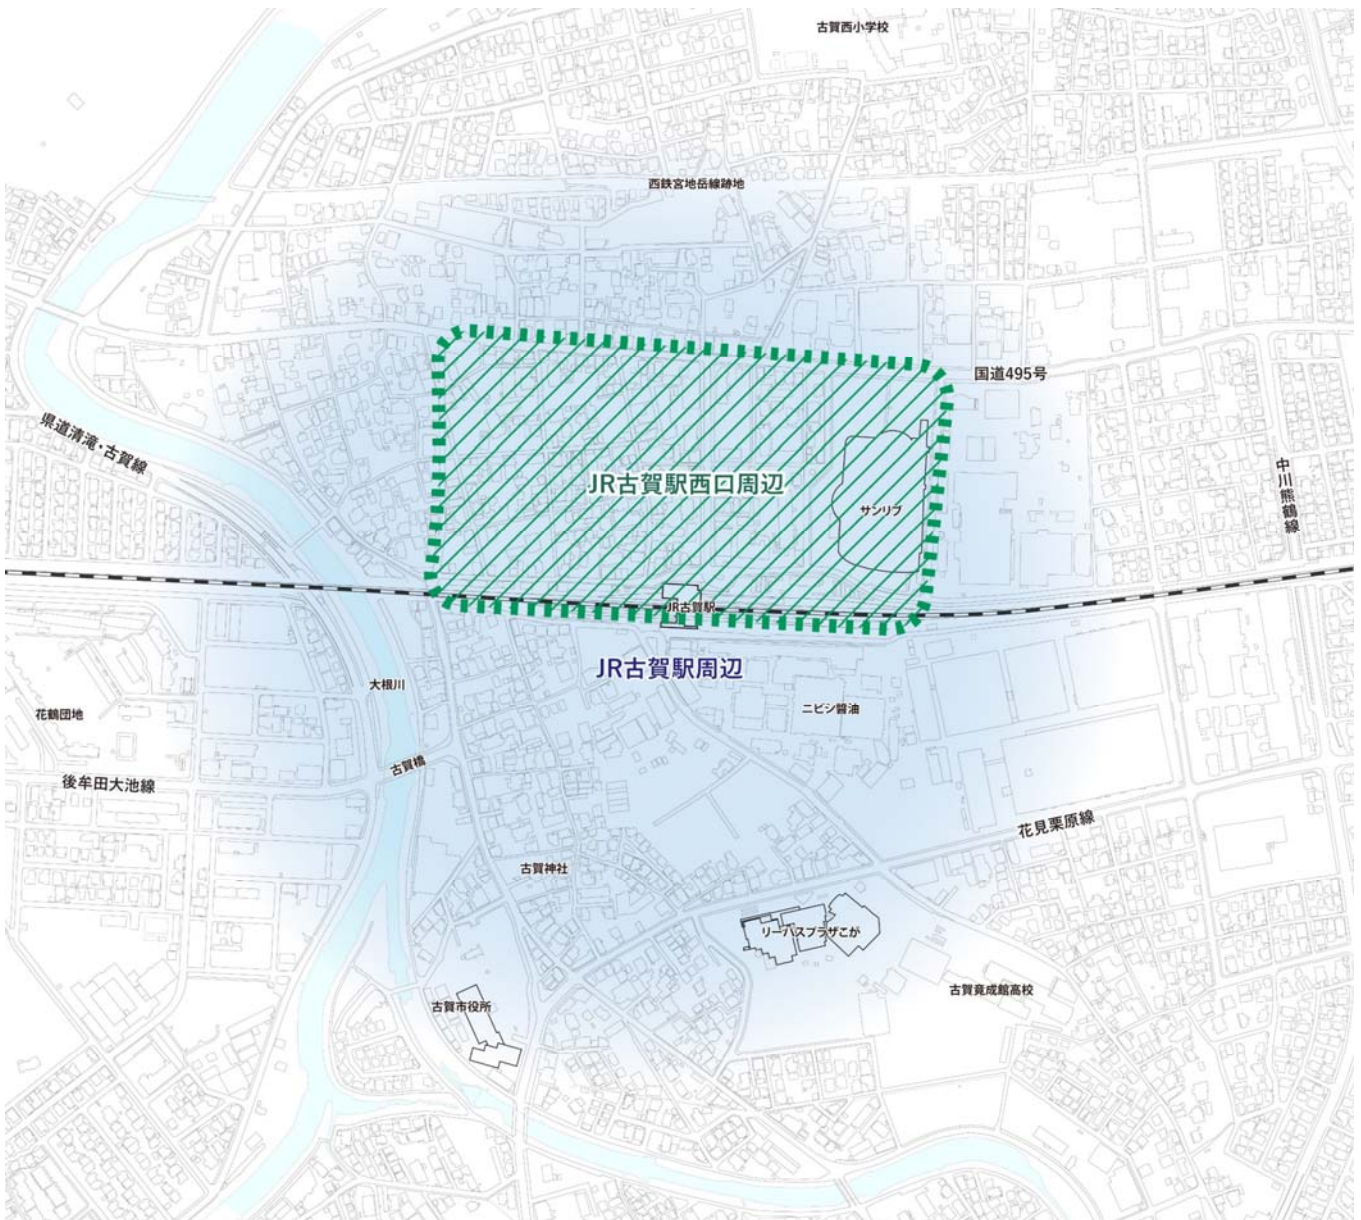 古賀西小学校
西鉄宮地岳線跡地
国道495号
県道清滝・古賀線
中川熊鶴線
JR古賀駅西口周辺
サンリブ
JR古賀駅
JR古賀駅周辺
大根川
花鶴団地
ニビシ醤油
古賀橋
後牟田大池線
花見栗原線
古賀神社
リーパスプラザこが
古賀竟成館高校
古賀市役所